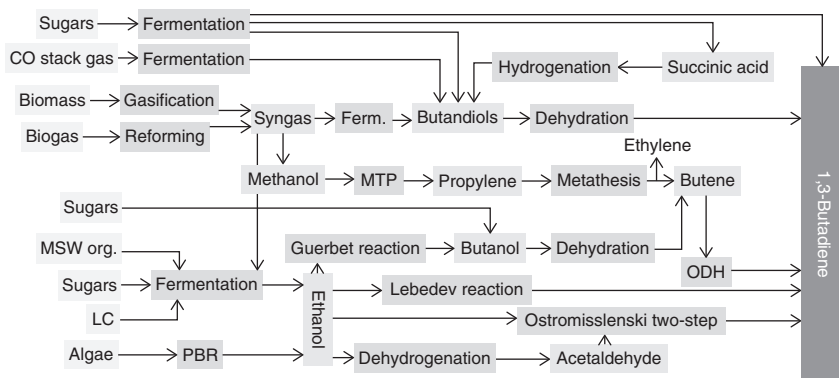 Sugars
Fermentation
CO stack gas
Fermentation
Hydrogenation
Succinic acid
Biomass
Gasification
Syngas
Ferm.
Butandiols
Dehydration
Biogas
Reforming
Ethylene
Methanol
MTP
Propylene
Metathesis
Butene
Sugars
MSW org.
Guerbet reaction
Butanol
Dehydration
ODH
Sugars
Fermentation
Ethanol
Lebedev reaction
LC
Ostromisslenski two-step
Algae
PBR
Dehydrogenation
Acetaldehyde
1,3-Butadiene